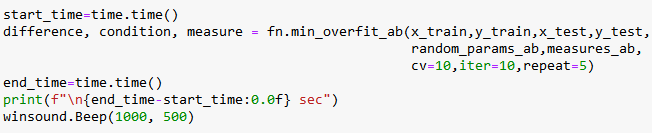 start_time=time.time()
difference, condition, measure = fn.min_overfit_ab(x_train,y_train,x_test,y_test,
random_params_ab,measures_ab,
cv=10,iter=10,repeat=5)
end_time=time.time()
print(f"\n{end_time-start_time:0.0f} sec")
winsound.Beep(1000, 500)